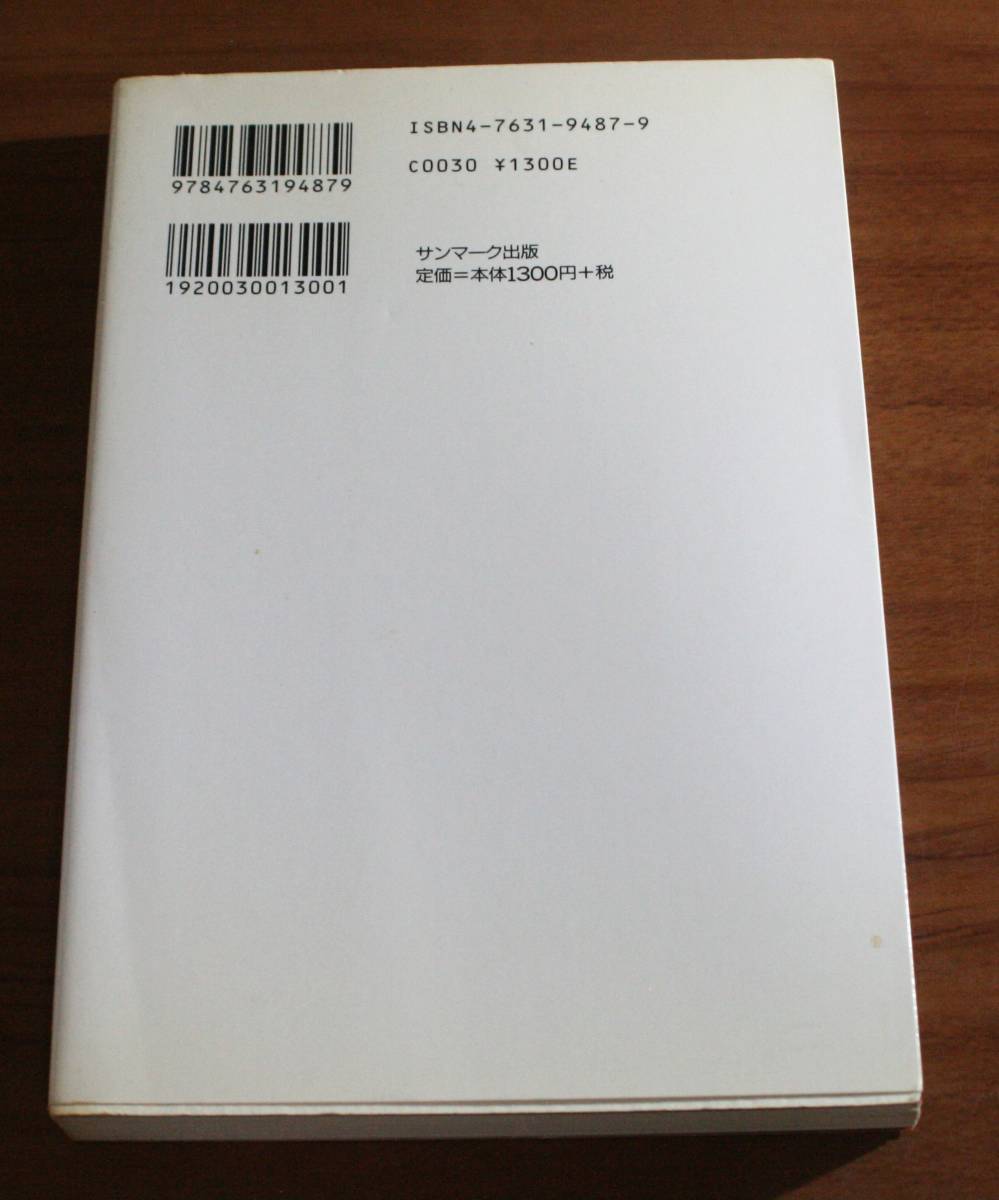 ISBN4-7631-9487-9
9784763194879
C0030 ¥1300E
1920030013001
サンマーク出版
定価=本体1300円+税